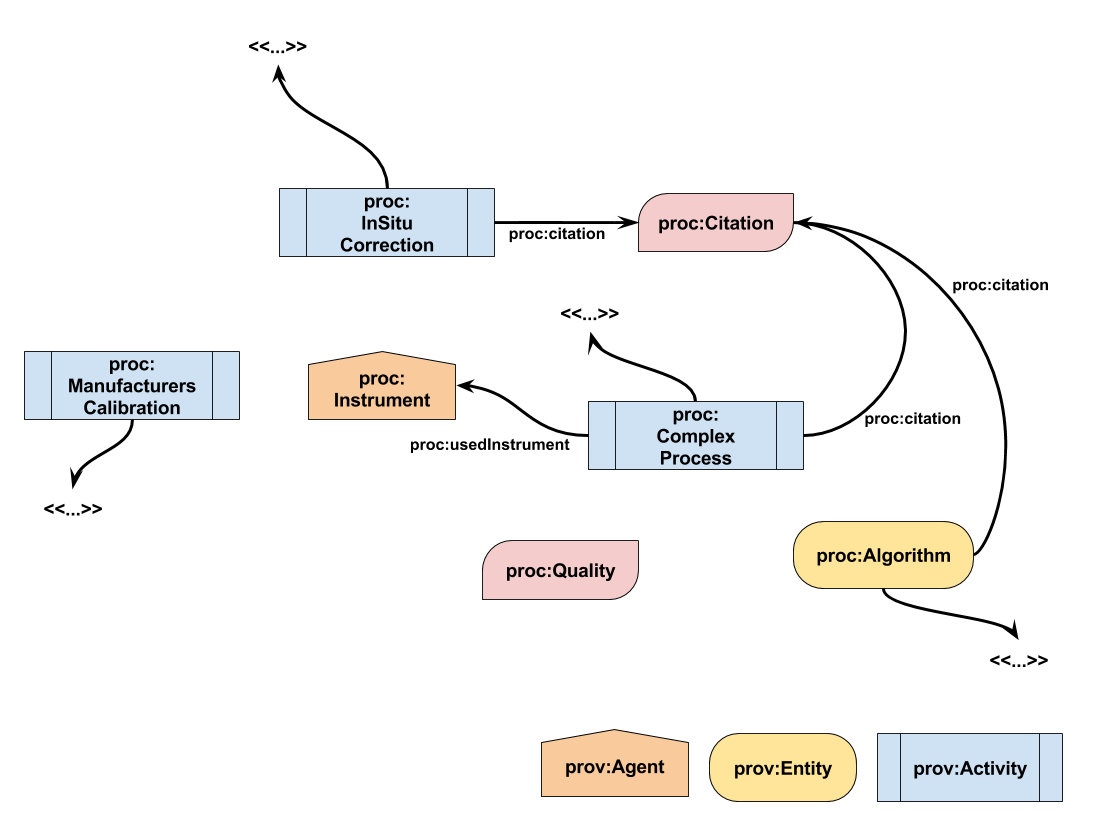 <<...>>
proc:
InSitu
Correction
proc:citation
proc:Citation
proc:citation
<<...>>
proc:
Manufacturers
Calibration
proc:
Instrument
proc:usedInstrument
proc:
Complex
Process
proc:citation
<<...>>
proc:Quality
proc:Algorithm
<<...>>
prov:Agent
prov:Entity
prov:Activity